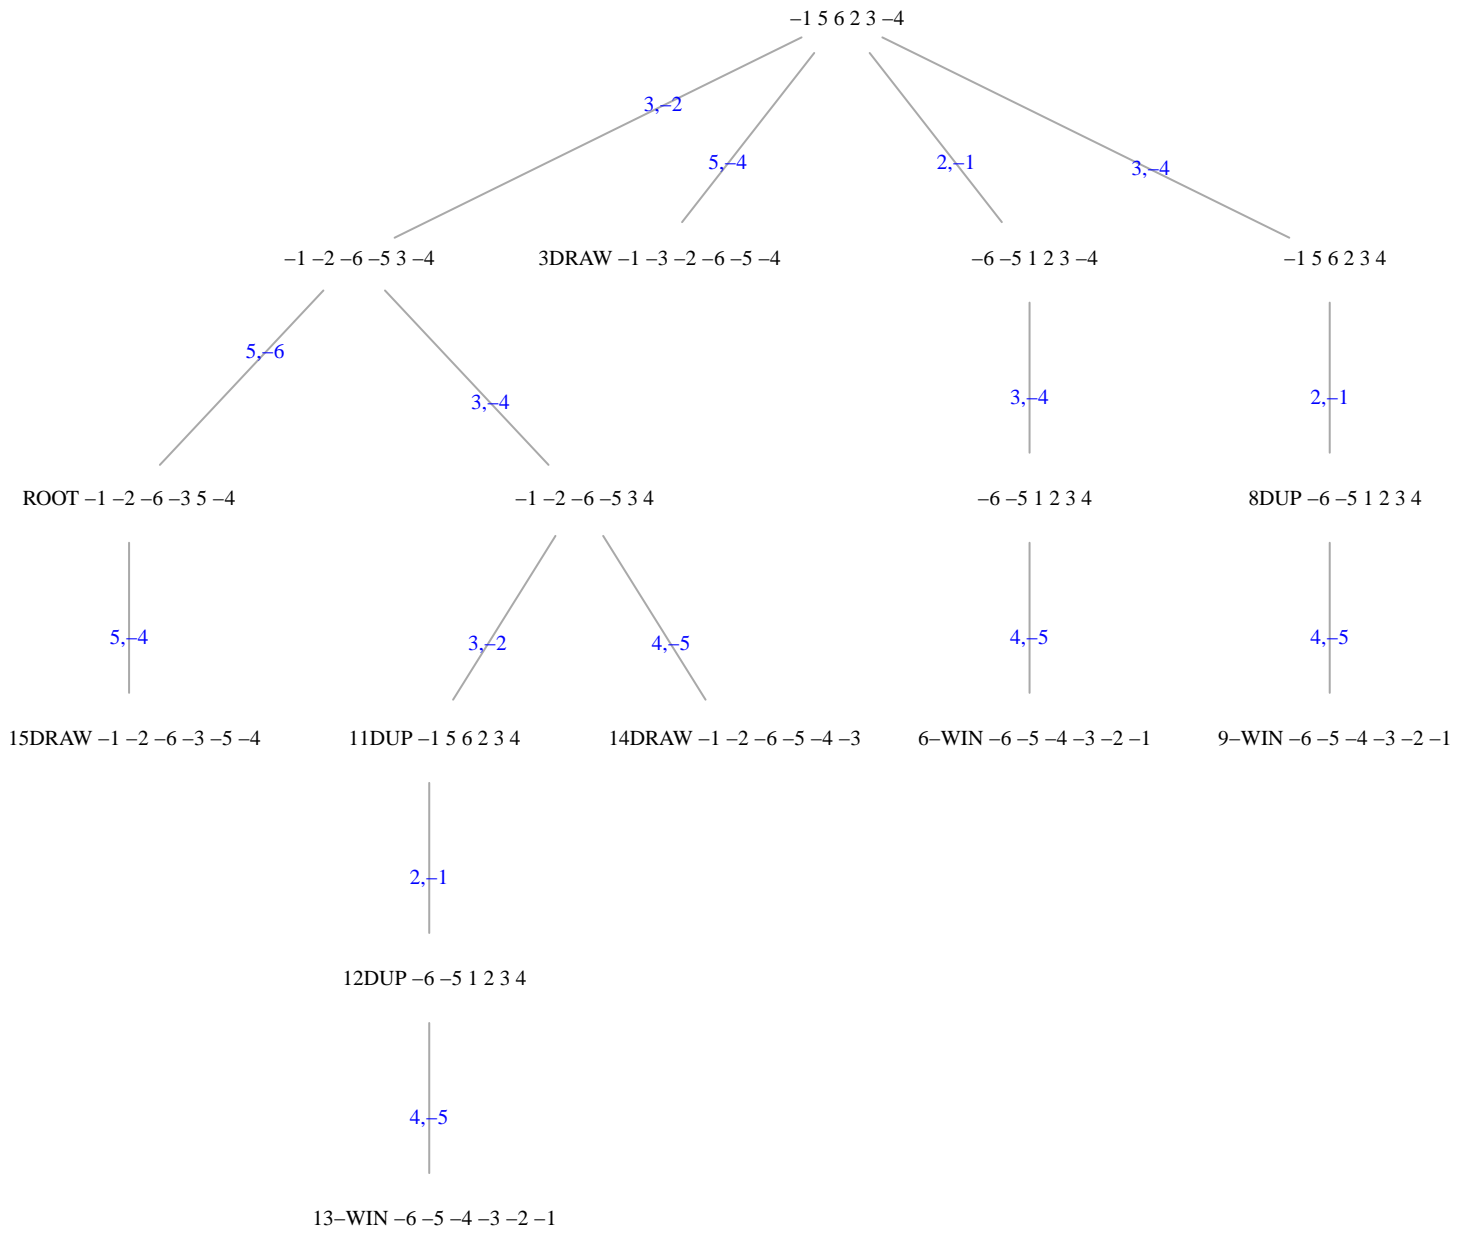 –1 5 6 2 3 –4
3,–2
5,–4
2,–1
3,–4
–1 –2 –6 –5 3 –4
3DRAW –1 –3 –2 –6 –5 –4
–6 –5 1 2 3 –4
–1 5 6 2 3 4
5,–6
3,–4
3,–4
2,–1
ROOT –1 –2 –6 –3 5 –4
–1 –2 –6 –5 3 4
–6 –5 1 2 3 4
8DUP –6 –5 1 2 3 4
5,–4
3,–2
4,–5
4,–5
4,–5
15DRAW –1 –2 –6 –3 –5 –4
11DUP –1 5 6 2 3 4
14DRAW –1 –2 –6 –5 –4 –3
6–WIN –6 –5 –4 –3 –2 –1
9–WIN –6 –5 –4 –3 –2 –1
2,–1
12DUP –6 –5 1 2 3 4
4,–5
13–WIN –6 –5 –4 –3 –2 –1